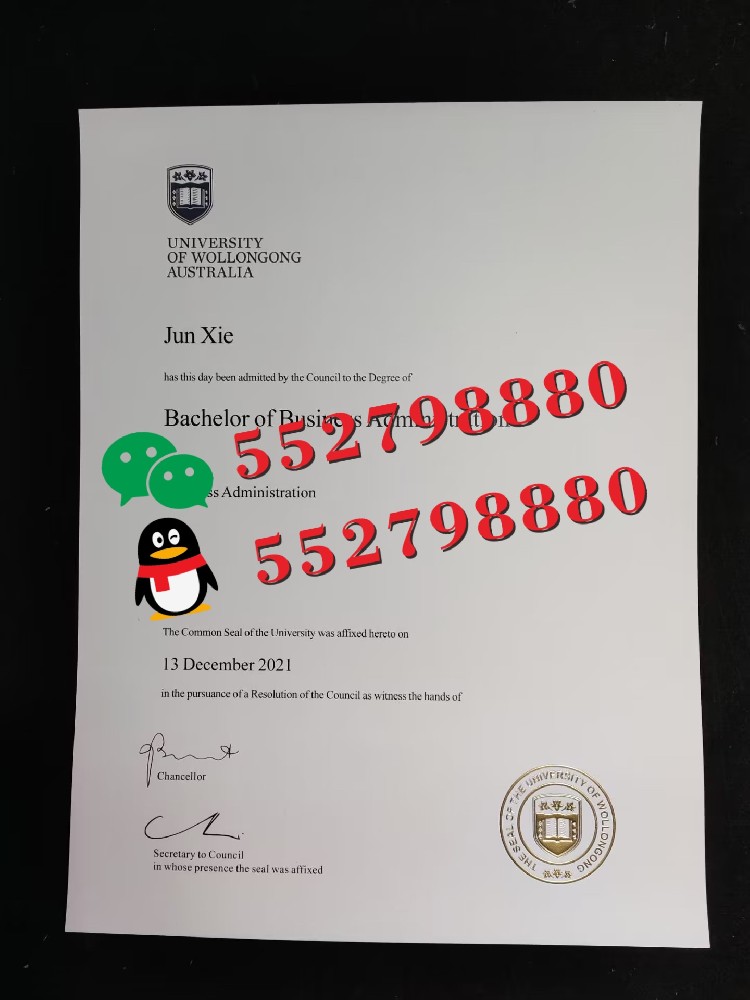 UNIVERSITY
OF WOLLONGONG
AUSTRALIA
Jun Xie
has this day been admitted by the Council to the Degree of
Bachelor of Business Administration
552798880
ss Administration
552798880
The Common Seal of the University was affixed hereto on
13 December 2021
in the pursuance of a Resolution of the Council as witness the hands of
Chancellor
Secretary to Council
in whose presence the seal was affixed
THE SEAL OF THE UNIVERSITY OF WOLLONGONG